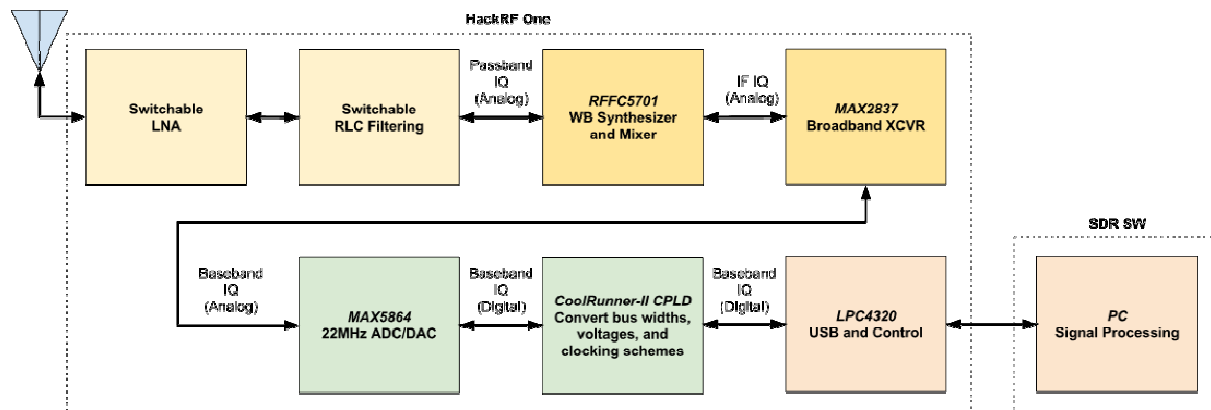 HackRF One
Switchable
LNA
Switchable
RLC Filtering
Passband
IQ
(Analog)
RFFC5701
WB Synthesizer
and Mixer
IF IQ
(Analog)
MAX2837
Broadband XCVR
Baseband
IQ
(Analog)
MAX5864
22MHz ADC/DAC
Baseband
IQ
(Digital)
CoolRunner-II CPLD
Convert bus widths,
voltages, and
clocking schemes
Baseband
IQ
(Digital)
LPC4320
USB and Control
SDR SW
PC
Signal Processing